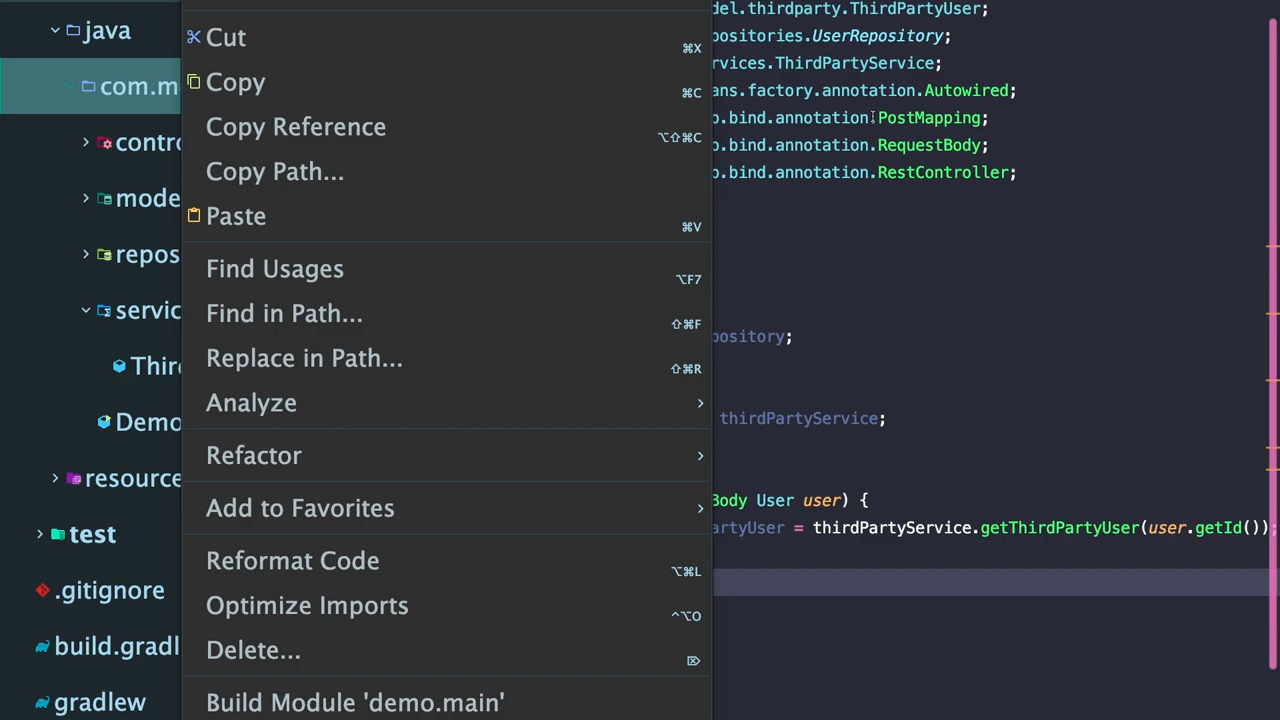 java
com.m
contro
mode
repos
servic
Third
Demo
resource
test
.gitignore
build.gradl
gradlew
Cut ⌘X
Copy ⌘C
Copy Reference ⌥⇧⌘C
Copy Path...
Paste ⌘V
Find Usages ⌥F7
Find in Path... ⇧⌘F
Replace in Path... ⇧⌘R
Analyze
Refactor
Add to Favorites
Reformat Code ⌥⌘L
Optimize Imports ^⌥O
Delete... ⌦
Build Module 'demo.main'
del.thirdparty.ThirdPartyUser;
positories.UserRepository;
rvices.ThirdPartyService;
ans.factory.annotation.Autowired;
b.bind.annotation.PostMapping;
b.bind.annotation.RequestBody;
b.bind.annotation.RestController;
pository;
thirdPartyService;
Body User user) {
artyUser = thirdPartyService.getThirdPartyUser(user.getId());